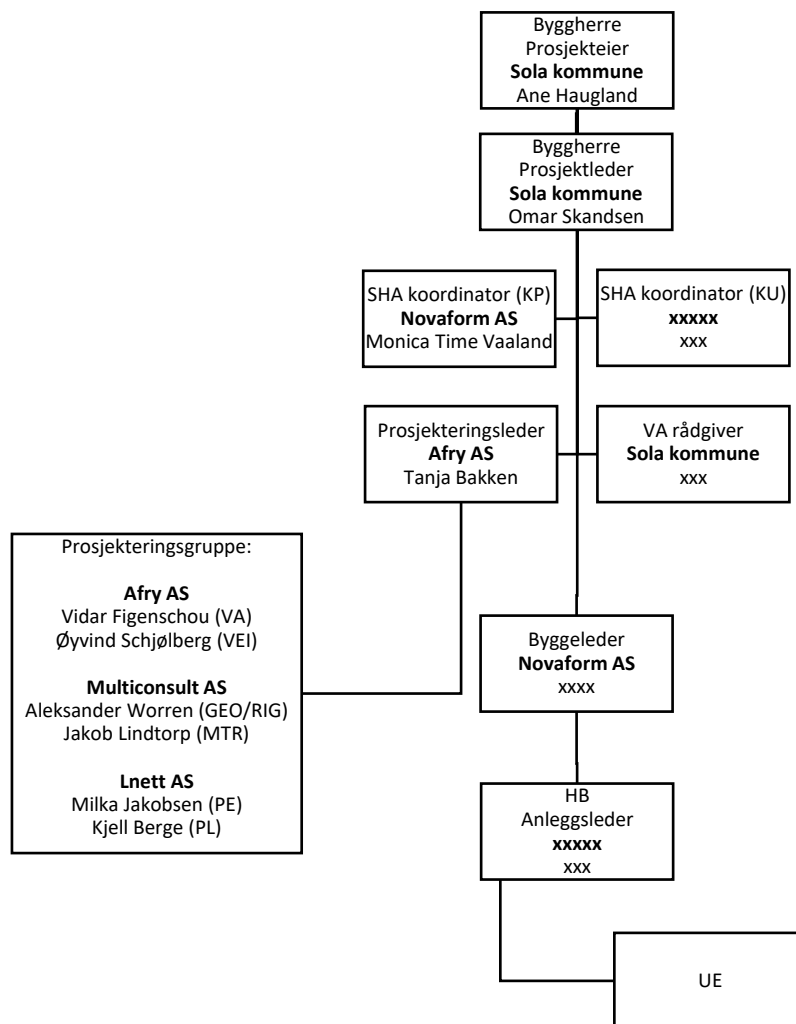 Byggherre
Prosjekteier
Sola kommune
Ane Haugland
Byggherre
Prosjektleder
Sola kommune
Omar Skandsen
SHA koordinator (KP)
Novaform AS
Monica Time Vaaland
SHA koordinator (KU)
xxxxx
xxx
Prosjekteringsleder
Afry AS
Tanja Bakken
VA rådgiver
Sola kommune
xxx
Prosjekteringsgruppe:
Afry AS
Vidar Figenschou (VA)
Øyvind Schjølberg (VEI)
Multiconsult AS
Aleksander Worren (GEO/RIG)
Jakob Lindtorp (MTR)
Lnett AS
Milka Jakobsen (PE)
Kjell Berge (PL)
Byggeleder
Novaform AS
xxxx
HB
Anleggsleder
xxxxx
xxx
UE